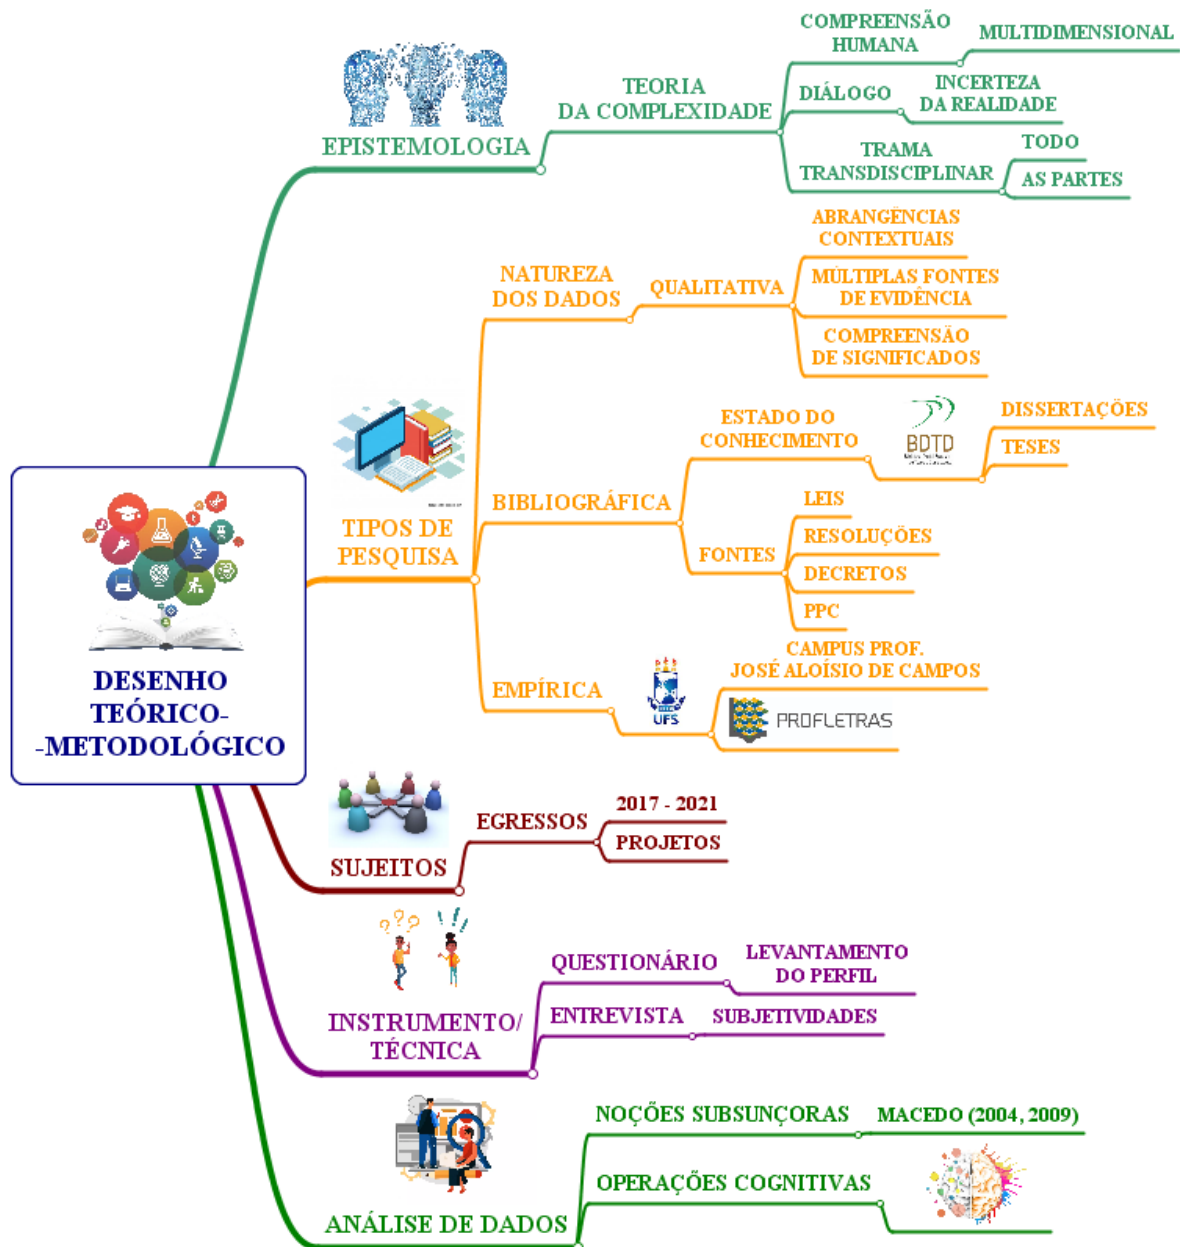 COMPREENSÃO
HUMANA
MULTIDIMENSIONAL
TEORIA
DA COMPLEXIDADE
DIÁLOGO
INCERTEZA
DA REALIDADE
EPISTEMOLOGIA
TRAMA
TRANSDISCIPLINAR
TODO
AS PARTES
ABRANGÊNCIAS
CONTEXTUAIS
NATUREZA
DOS DADOS
QUALITATIVA
MÚLTIPLAS FONTES
DE EVIDÊNCIA
COMPREENSÃO
DE SIGNIFICADOS
ESTADO DO
CONHECIMENTO
BDTD
DISSERTAÇÕES
TESES
TIPOS DE
PESQUISA
BIBLIOGRÁFICA
FONTES
LEIS
RESOLUÇÕES
DECRETOS
PPC
EMPÍRICA
UFS
CAMPUS PROF.
JOSÉ ALOÍSIO DE CAMPOS
PROFLETRAS
DESENHO
TEÓRICO-
-METODOLÓGICO
SUJEITOS
EGRESSOS
2017 - 2021
PROJETOS
INSTRUMENTO/
TÉCNICA
QUESTIONÁRIO
LEVANTAMENTO
DO PERFIL
ENTREVISTA
SUBJETIVIDADES
ANÁLISE DE DADOS
NOÇÕES SUBSUNÇORAS
MACEDO (2004, 2009)
OPERAÇÕES COGNITIVAS